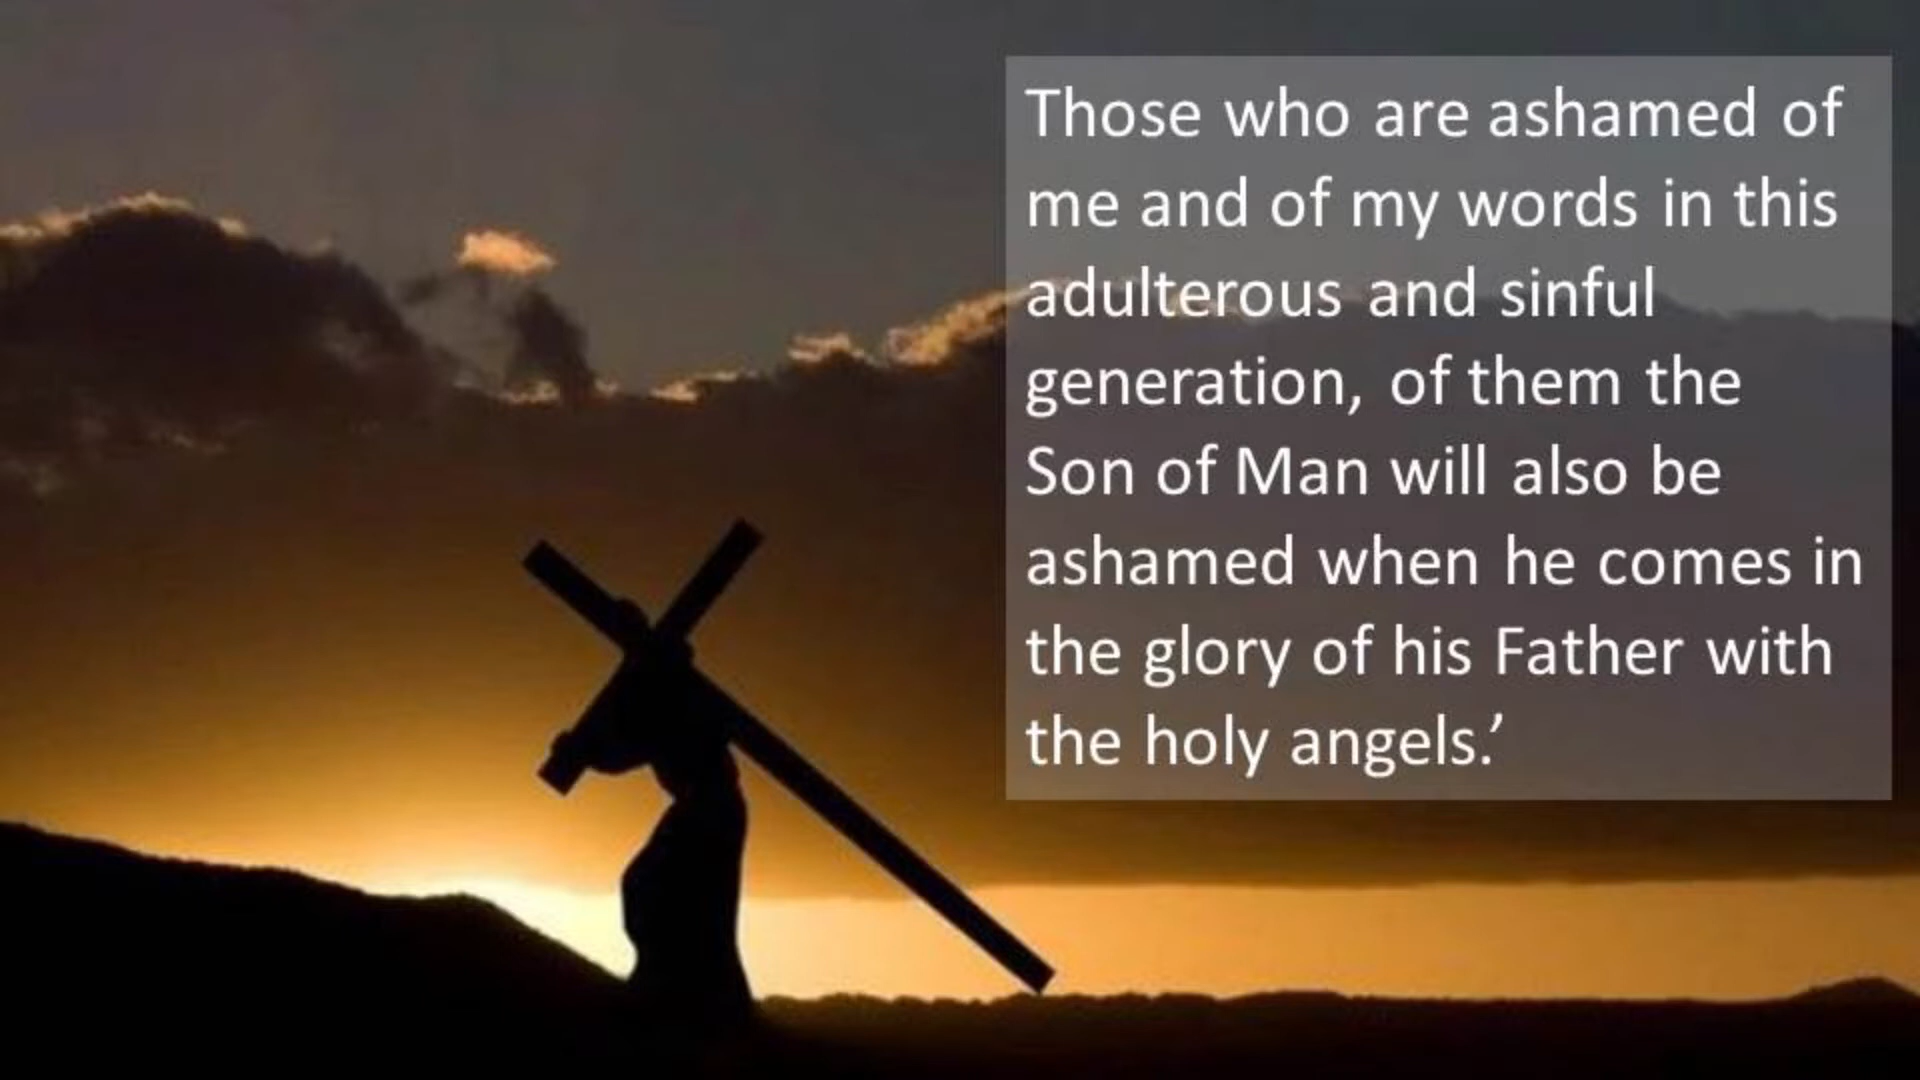 Those who are ashamed of
me and of my words in this
adulterous and sinful
generation, of them the
Son of Man will also be
ashamed when he comes in
the glory of his Father with
the holy angels.’